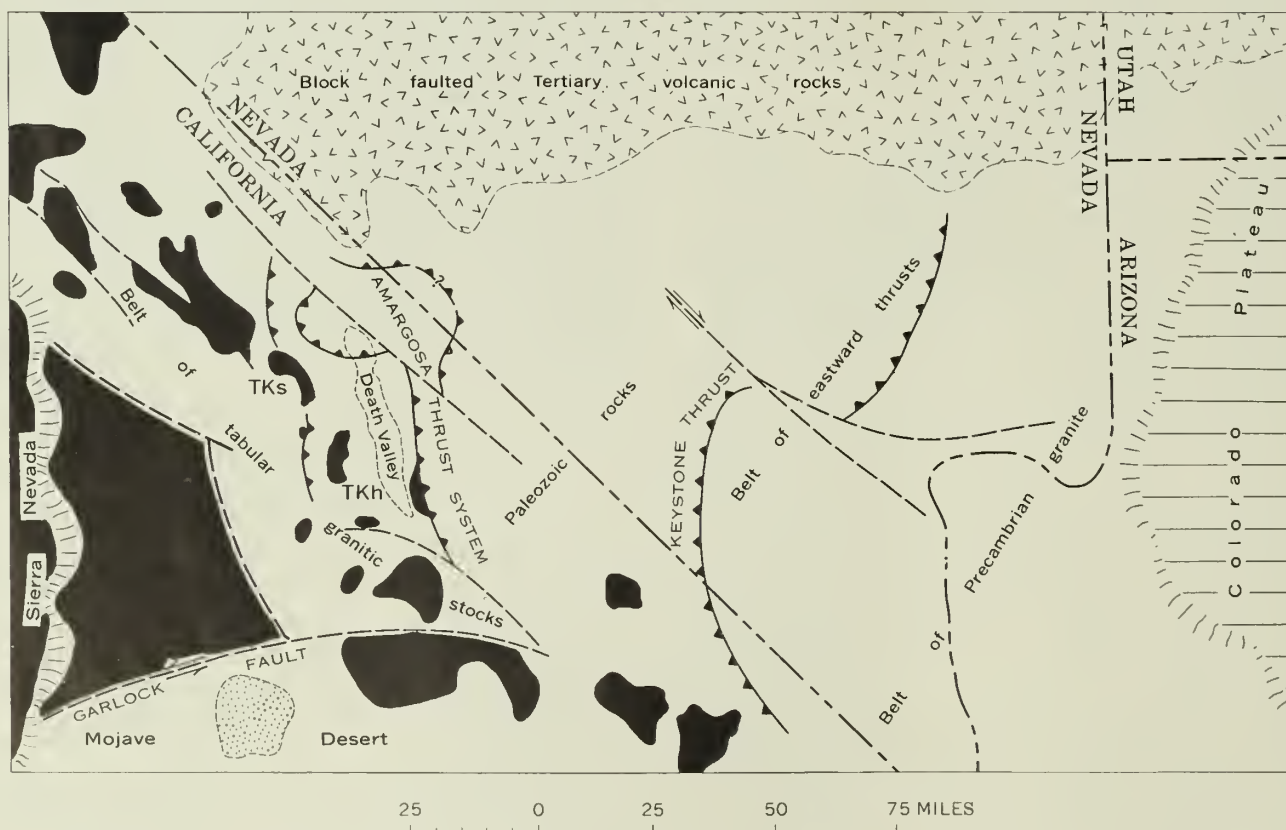 Block faulted Tertiary volcanic rocks
UTAH
NEVADA
CALIFORNIA
NEVADA
ARIZONA
Colorado Plateau
Belt of tabular granitic stocks
AMARGOSA THRUST SYSTEM
?
Death Valley
TKs
TKh
Sierra Nevada
Paleozoic rocks
KEYSTONE THRUST
Belt of eastward thrusts
Belt of Precambrian granite
GARLOCK FAULT
Mojave Desert
25 0 25 50 75 MILES